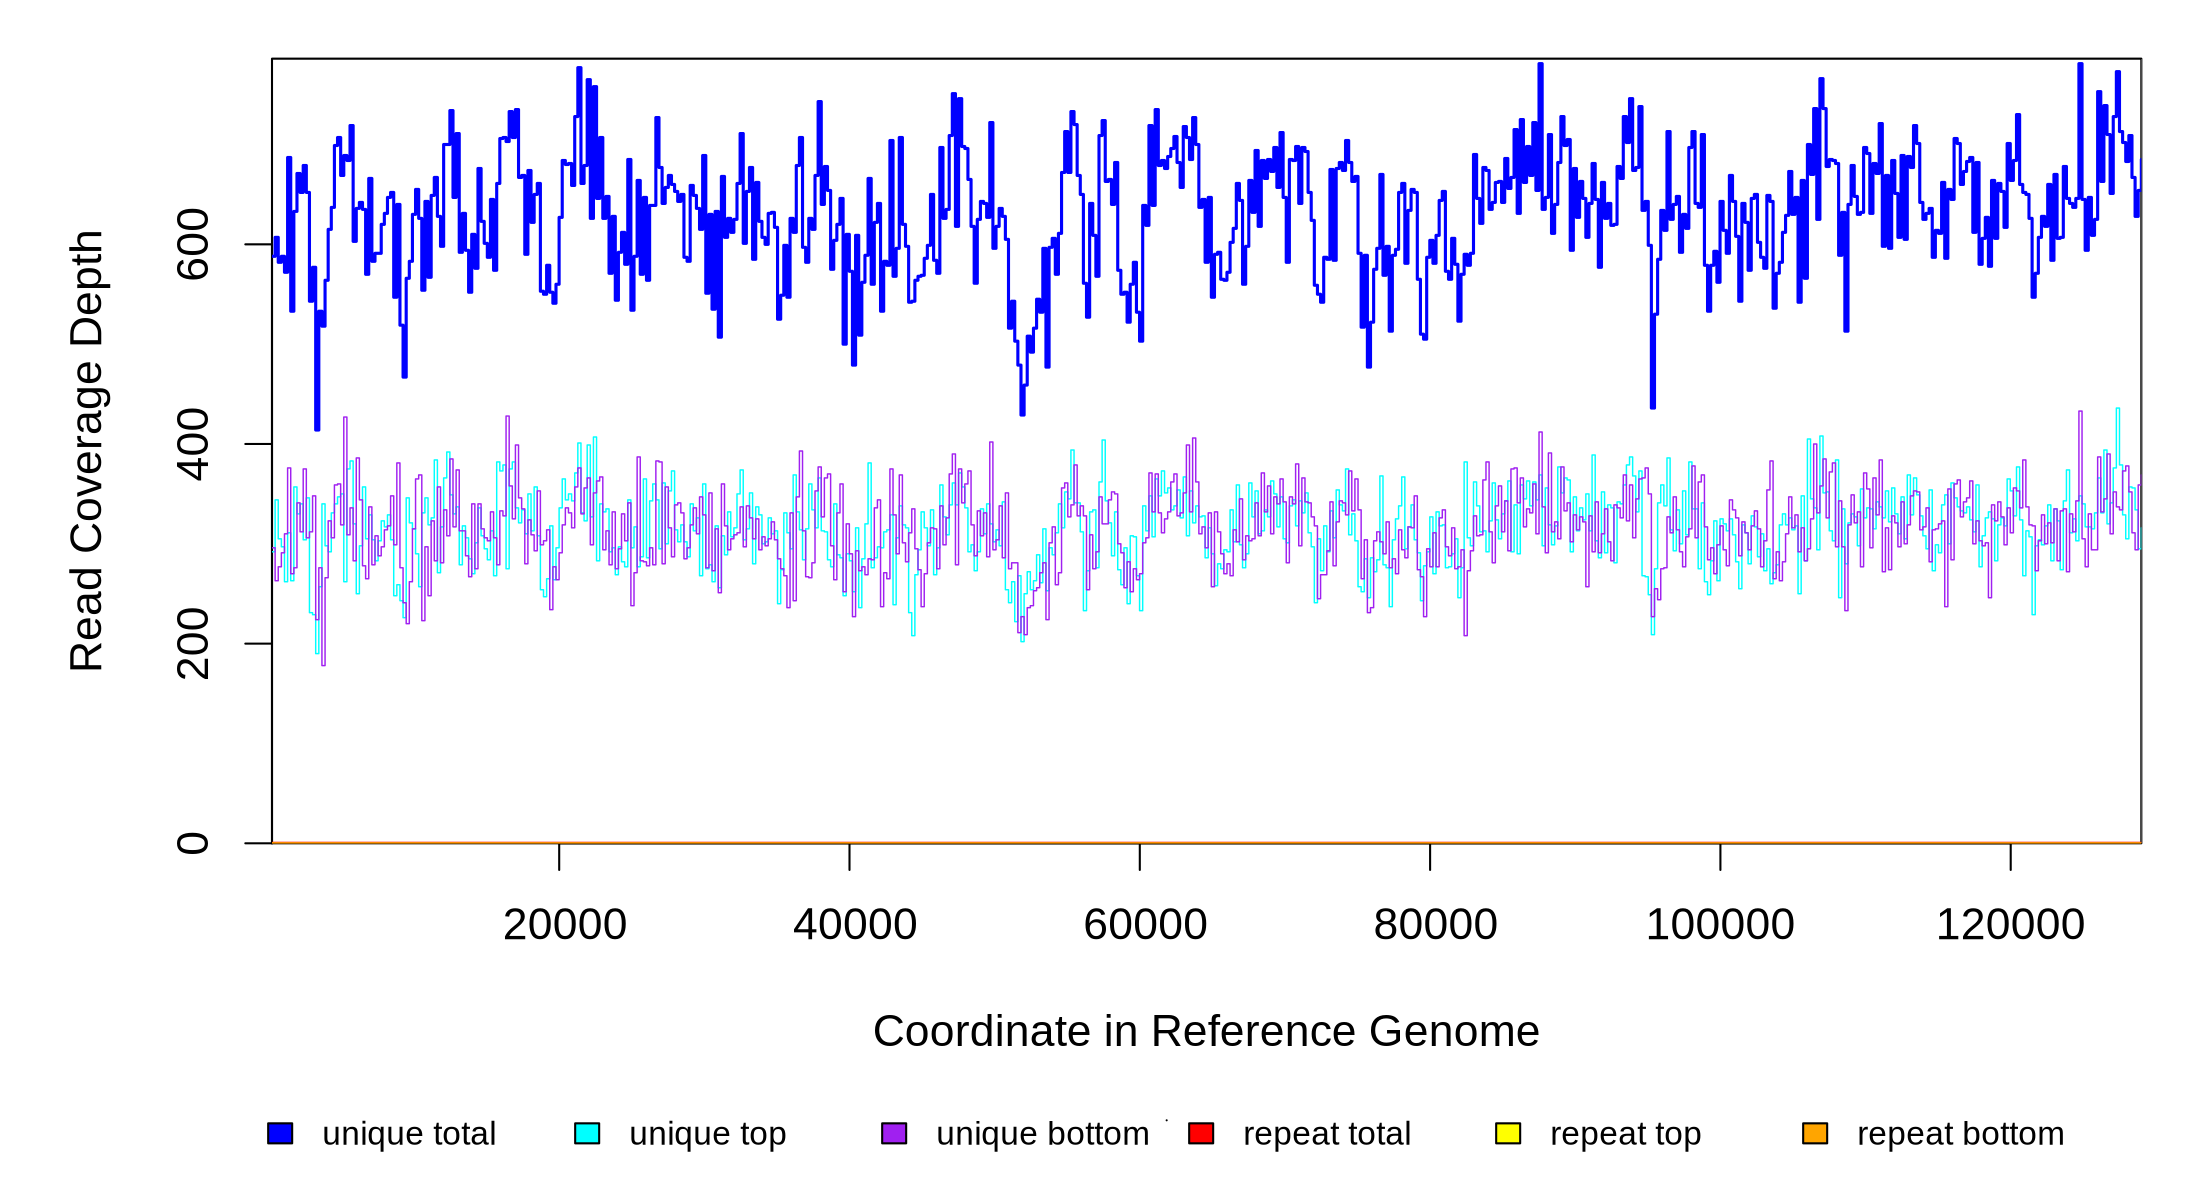 Read Coverage Depth
600
400
200
0
20000 40000 60000 80000 100000 120000
Coordinate in Reference Genome
unique total unique top unique bottom repeat total repeat top repeat bottom